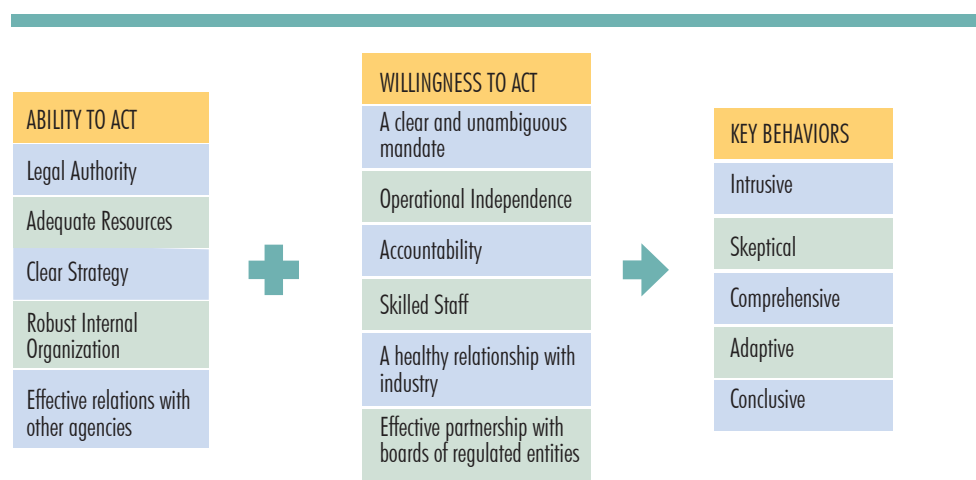 ABILITY TO ACT
Legal Authority
Adequate Resources
Clear Strategy
Robust Internal
Organization
Effective relations with
other agencies
WILLINGNESS TO ACT
A clear and unambiguous
mandate
Operational Independence
Accountability
Skilled Staff
A healthy relationship with
industry
Effective partnership with
boards of regulated entities
KEY BEHAVIORS
Intrusive
Skeptical
Comprehensive
Adaptive
Conclusive